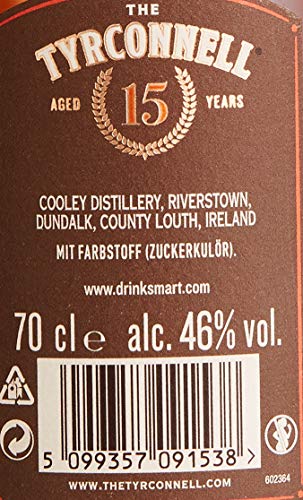 THE
TYRCONNELL®
AGED 15 YEARS
COOLEY DISTILLERY, RIVERSTOWN,
DUNDALK, COUNTY LOUTH, IRELAND
MIT FARBSTOFF (ZUCKERKULÖR).
www.drinksmart.com
70 cl e alc. 46% vol.
5 099357 091538 >
WWW.THETYRCONNELL.COM
602364